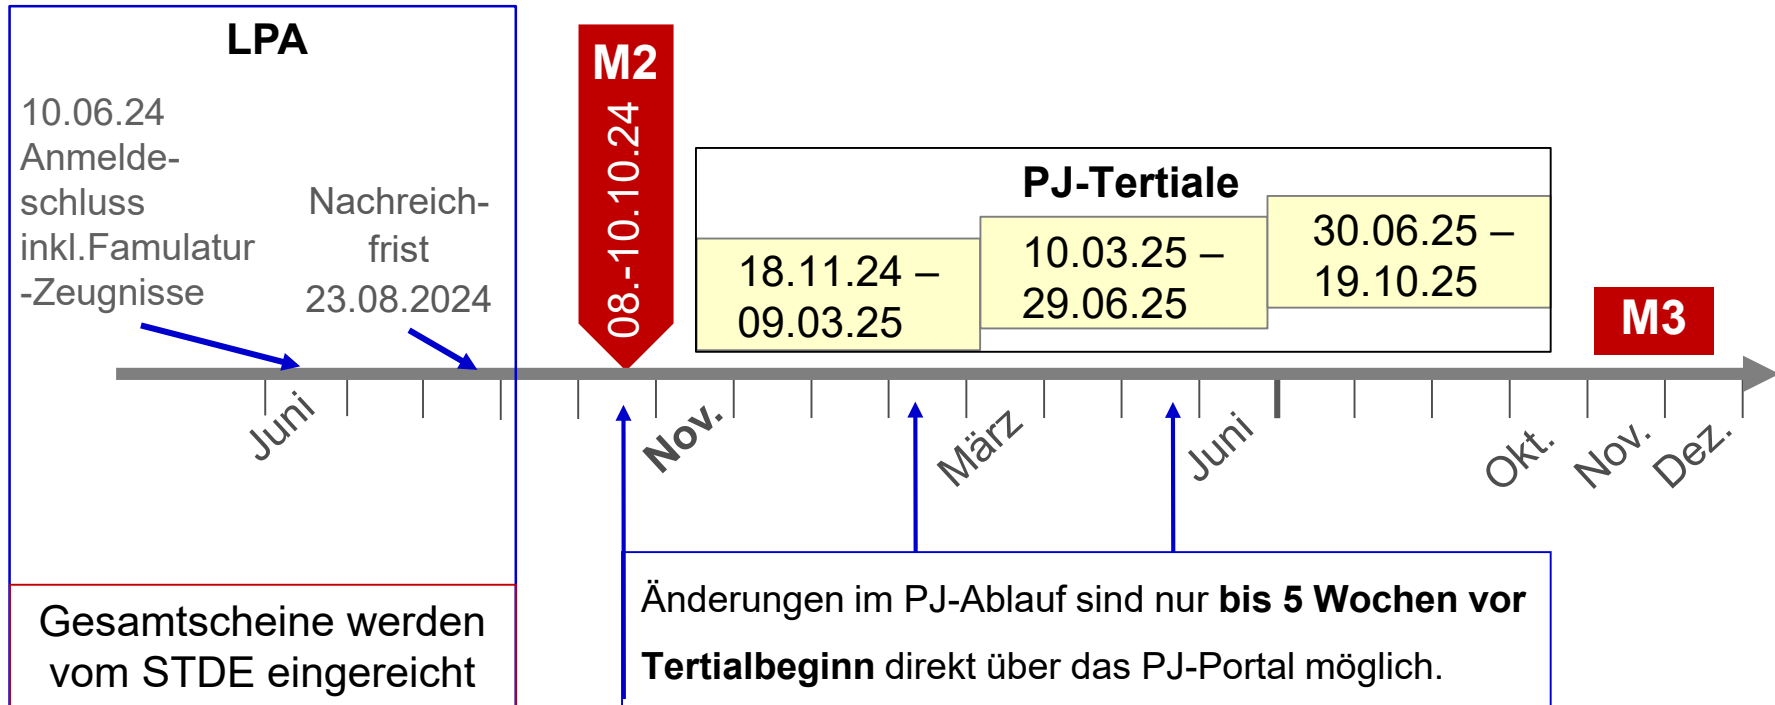 LPA
10.06.24
Anmelde-
schluss
inkl.Famulatur
-Zeugnisse
Nachreich-
frist
23.08.2024
M2
08.-10.10.24
PJ-Tertiale
18.11.24 –
09.03.25
10.03.25 –
29.06.25
30.06.25 –
19.10.25
M3
Juni
Nov.
März
Juni
Okt.
Nov.
Dez.
Gesamtscheine werden
vom STDE eingereicht
Änderungen im PJ-Ablauf sind nur bis 5 Wochen vor
Tertialbeginn direkt über das PJ-Portal möglich.